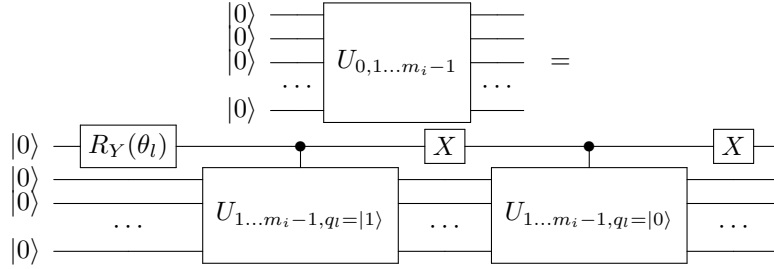 |0⟩
|0⟩
|0⟩ U_{0,1...m_i−1} =
... ...
|0⟩
|0⟩ R_Y(θ_l) X X
|0⟩
|0⟩ U_{1...m_i−1,q_l=|1⟩} U_{1...m_i−1,q_l=|0⟩}
... ... ...
|0⟩